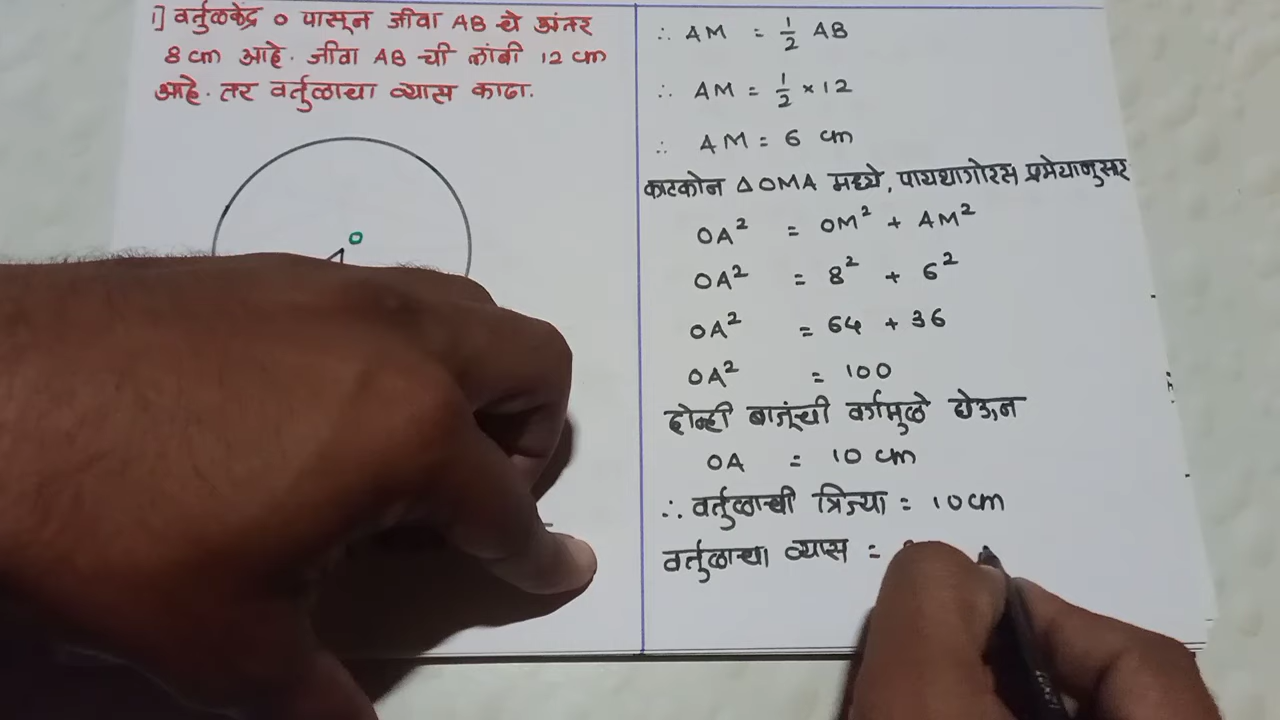 1] वर्तुळकेंद्र O पासून जीवा AB चे अंतर
8 cm आहे. जीवा AB ची लांबी 12 cm
आहे. तर वर्तुळाचा व्यास काढा.
O
∴ AM = 1/2 AB
∴ AM = 1/2 × 12
∴ AM = 6 cm
काटकोन △OMA मध्ये, पायथागोरस प्रमेयानुसार
OA² = OM² + AM²
OA² = 8² + 6²
OA² = 64 + 36
OA² = 100
दोन्ही बाजूंची वर्गमुळे घेऊन
OA = 10 cm
∴ वर्तुळाची त्रिज्या = 10 cm
वर्तुळाचा व्यास =